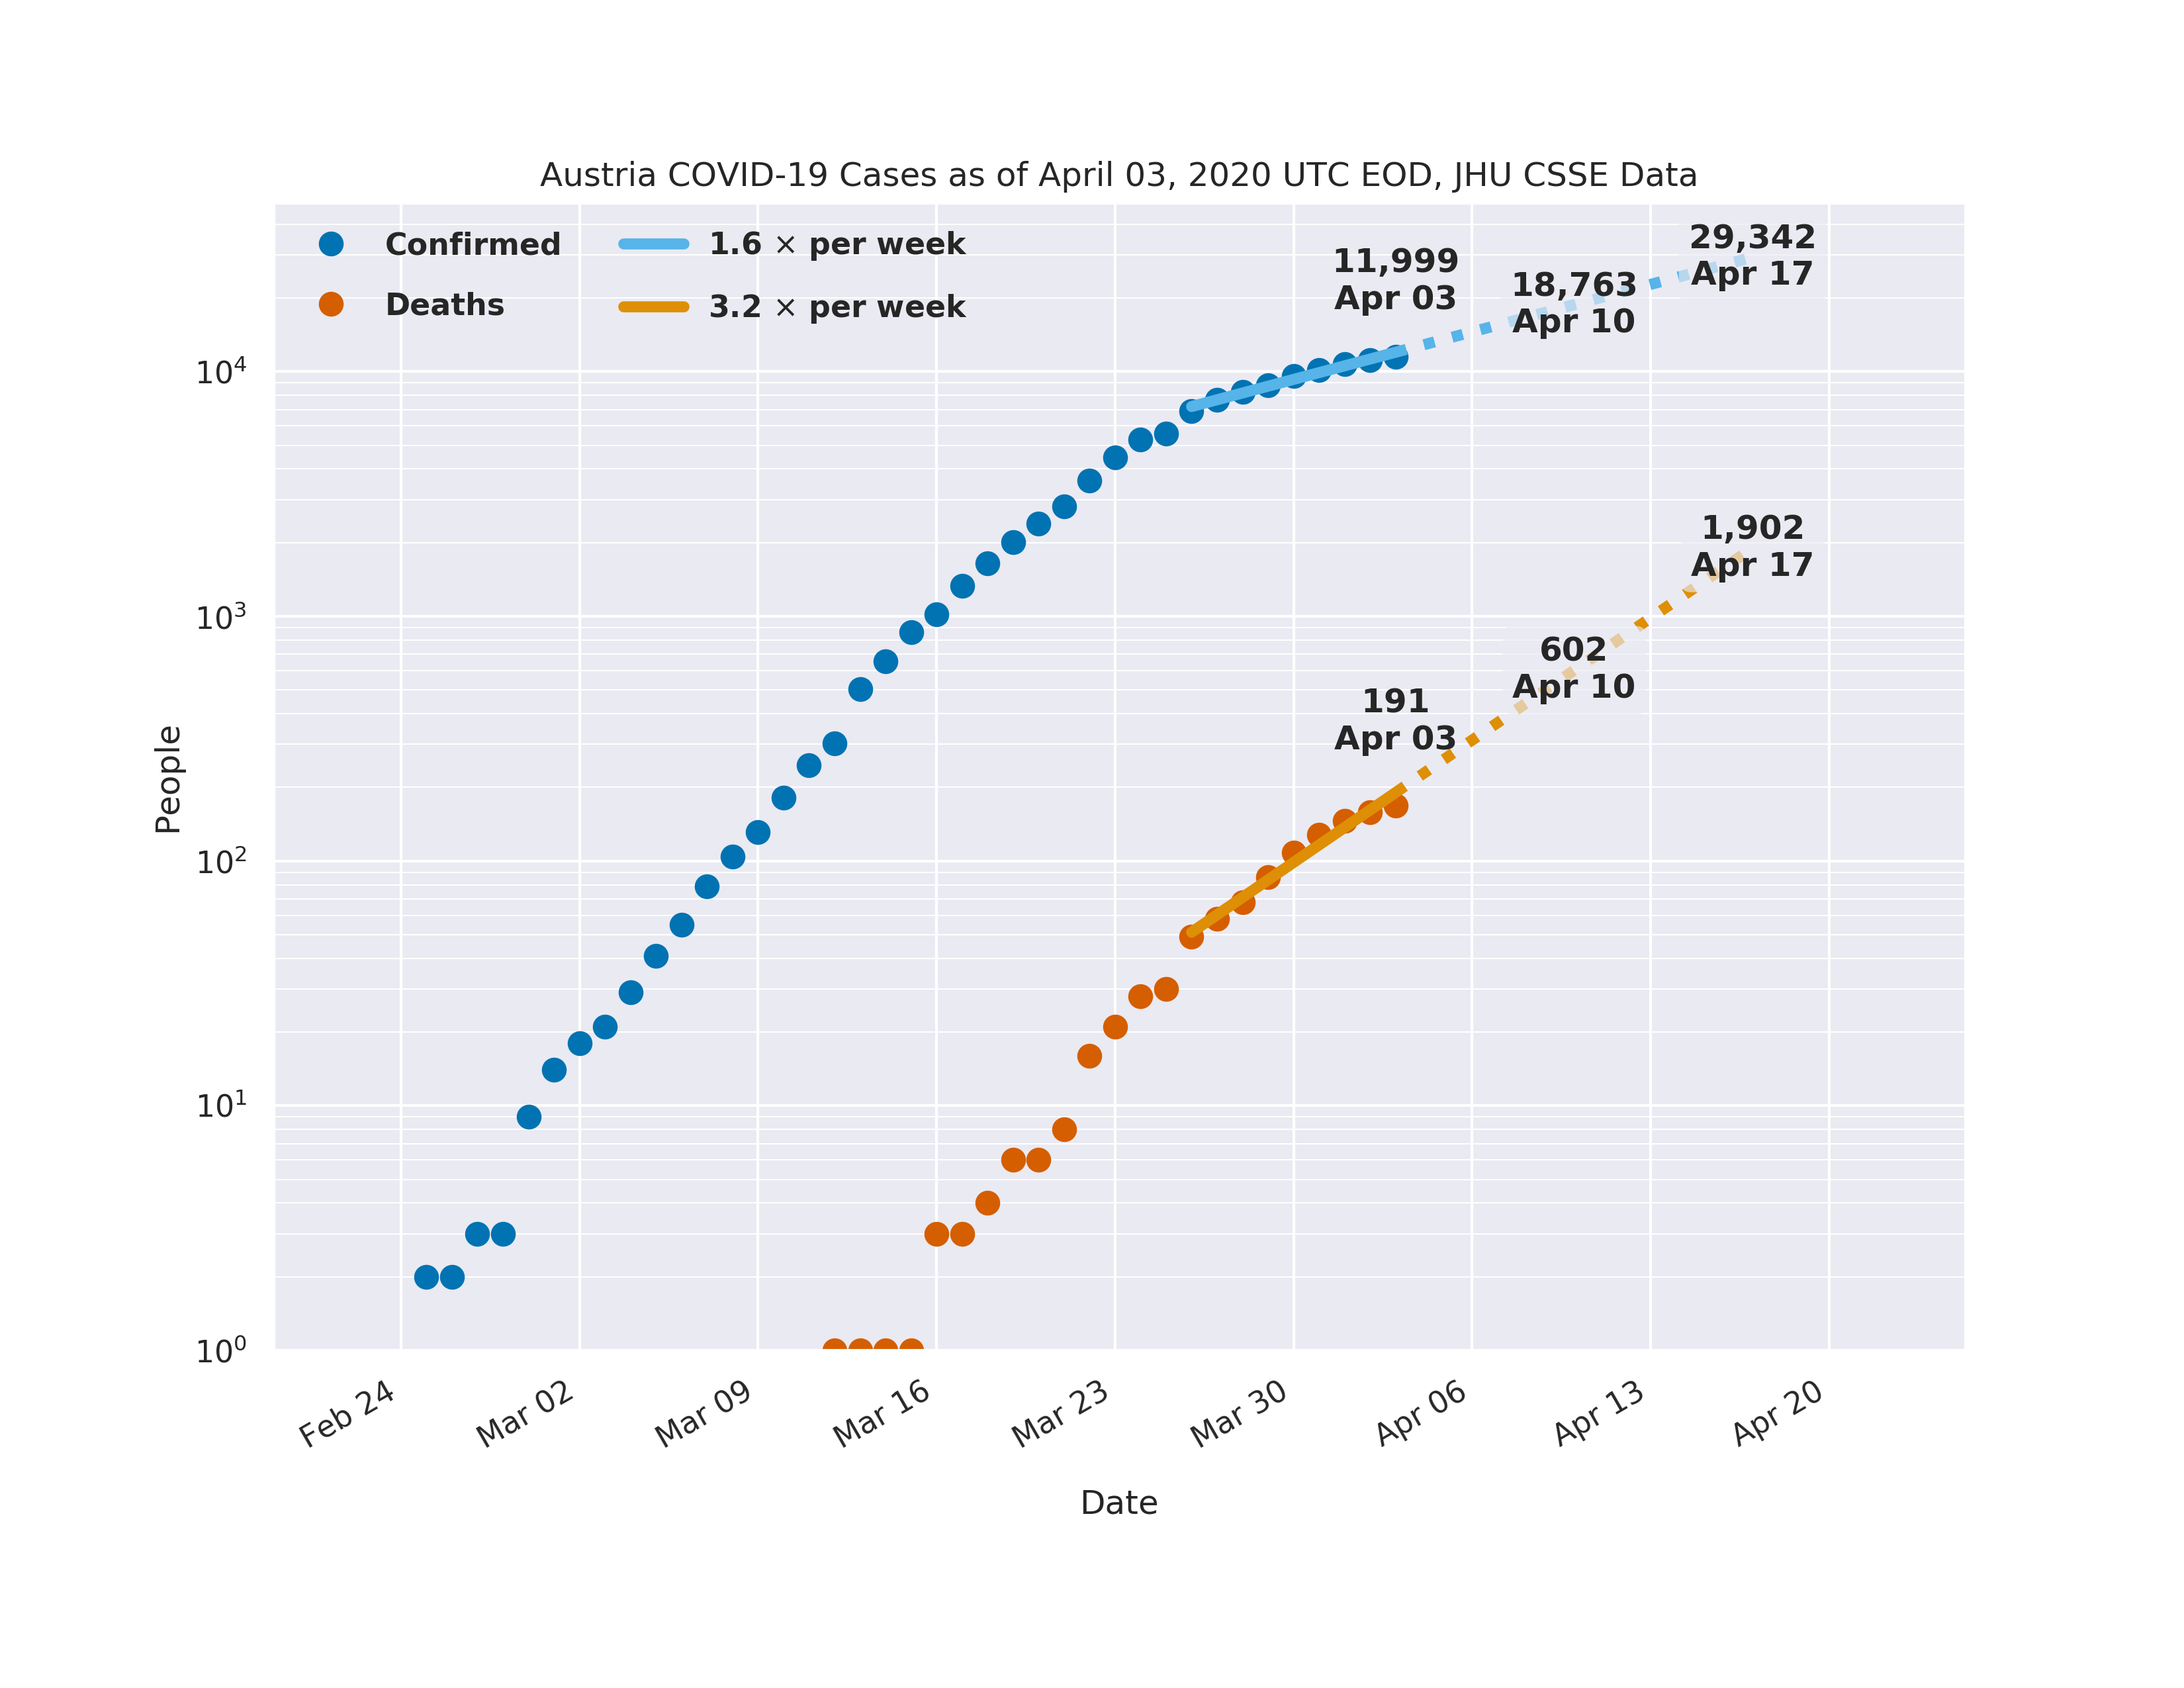 Austria COVID-19 Cases as of April 03, 2020 UTC EOD, JHU CSSE Data
Confirmed
Deaths
1.6 × per week
3.2 × per week
11,999
Apr 03
18,763
Apr 10
29,342
Apr 17
191
Apr 03
602
Apr 10
1,902
Apr 17
People
10⁴
10³
10²
10¹
10⁰
Feb 24
Mar 02
Mar 09
Mar 16
Mar 23
Mar 30
Apr 06
Apr 13
Apr 20
Date